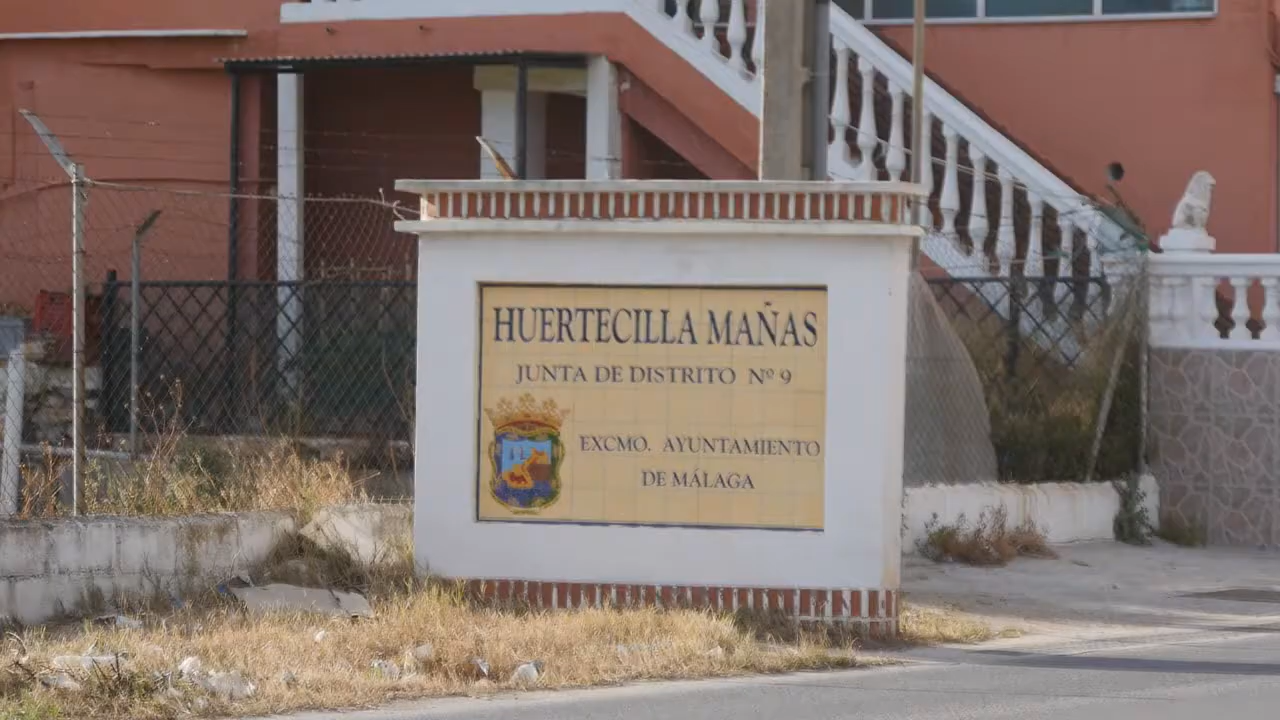 HUERTECILLA MAÑAS
JUNTA DE DISTRITO Nº 9
EXCMO. AYUNTAMIENTO
DE MÁLAGA